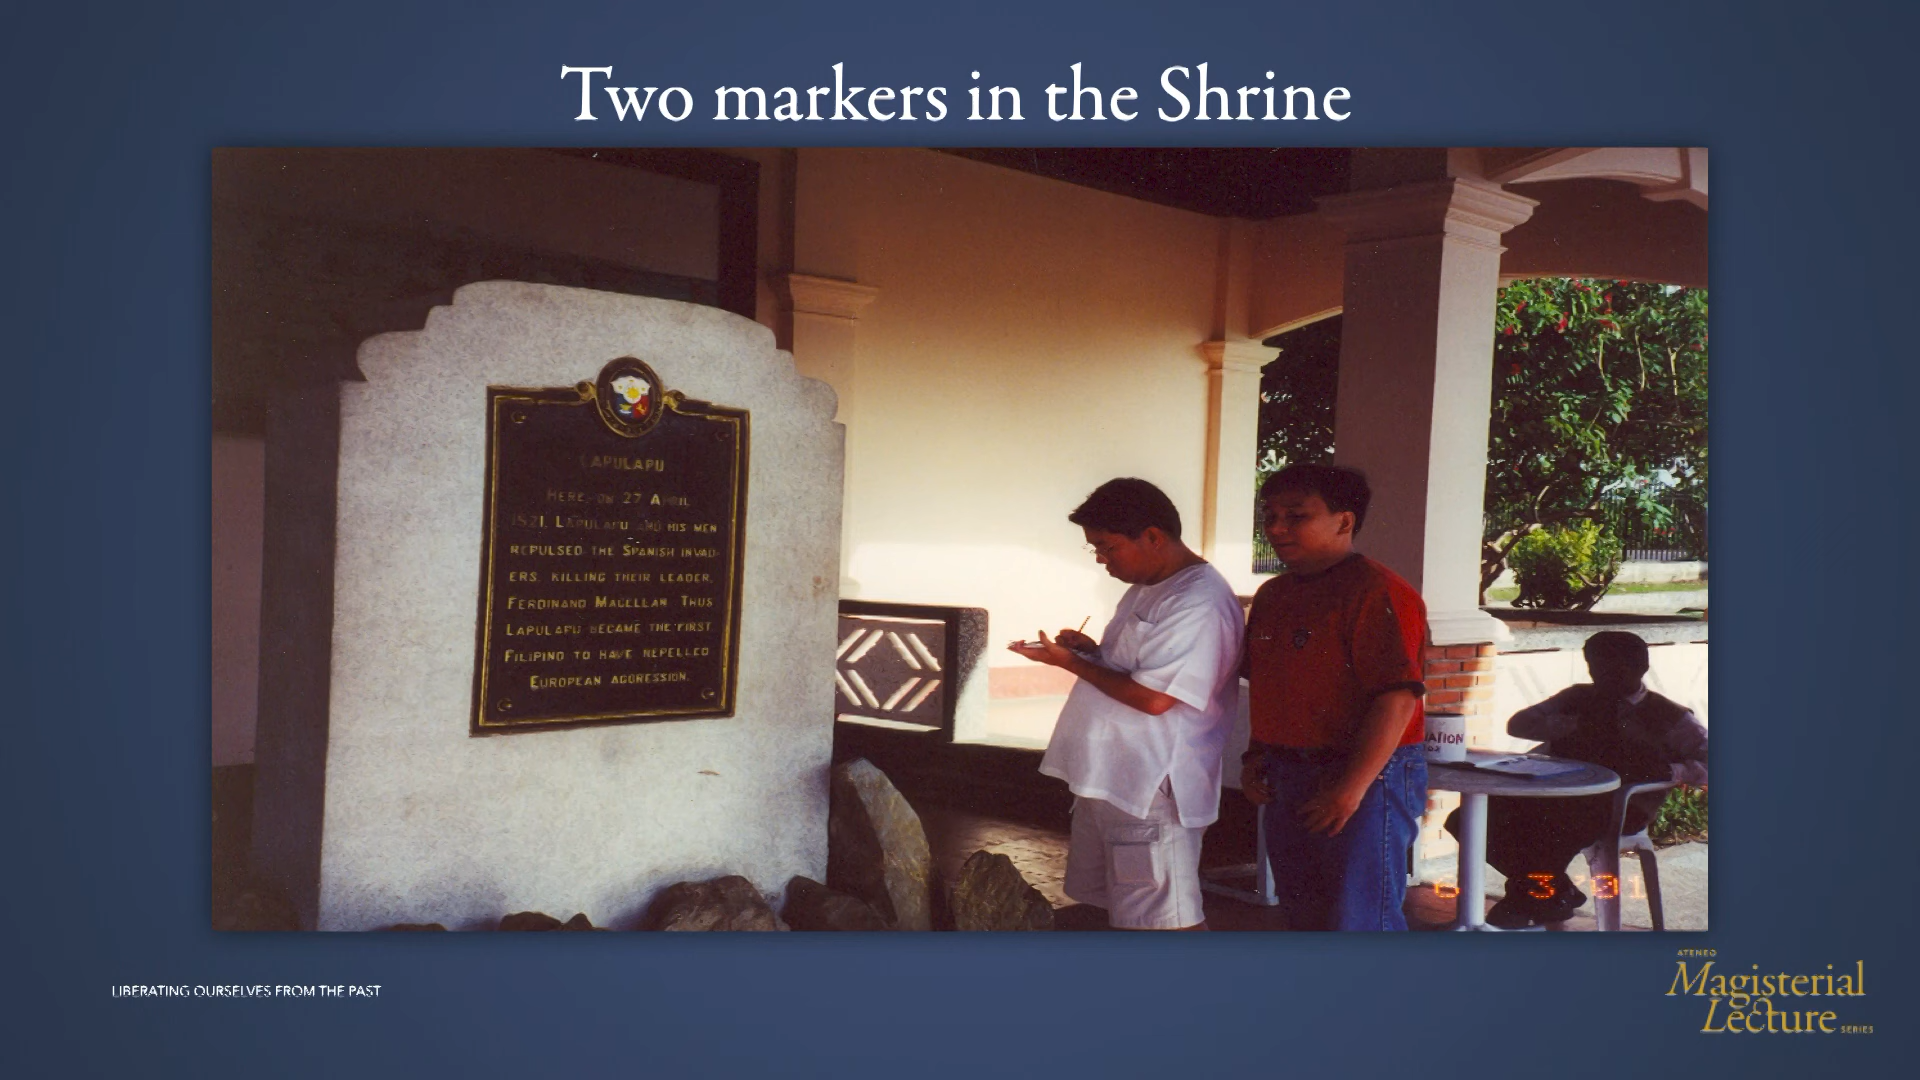 Two markers in the Shrine
LAPULAPU
HERE, ON 27 APRIL
1521, LAPULAPU AND HIS MEN
REPULSED THE SPANISH INVAD-
ERS, KILLING THEIR LEADER,
FERDINAND MAGELLAN. THUS
LAPULAPU BECAME THE FIRST
FILIPINO TO HAVE REPELLED
EUROPEAN AGGRESSION.
6 3 '01
LIBERATING OURSELVES FROM THE PAST
ATENEO
Magisterial
Lecture SERIES